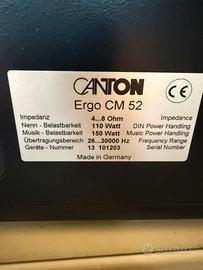 CANTON
CE
Ergo CM 52
Impedanz 4...8 Ohm Impedance
Nenn - Belastbarkeit 110 Watt DIN Power Handling
Musik - Belastbarkeit 150 Watt Music Power Handling
Übertragungsbereich 26...30000 Hz Frequency Range
Geräte - Nummer 13 101203 Serial Number
Made in Germany
subito